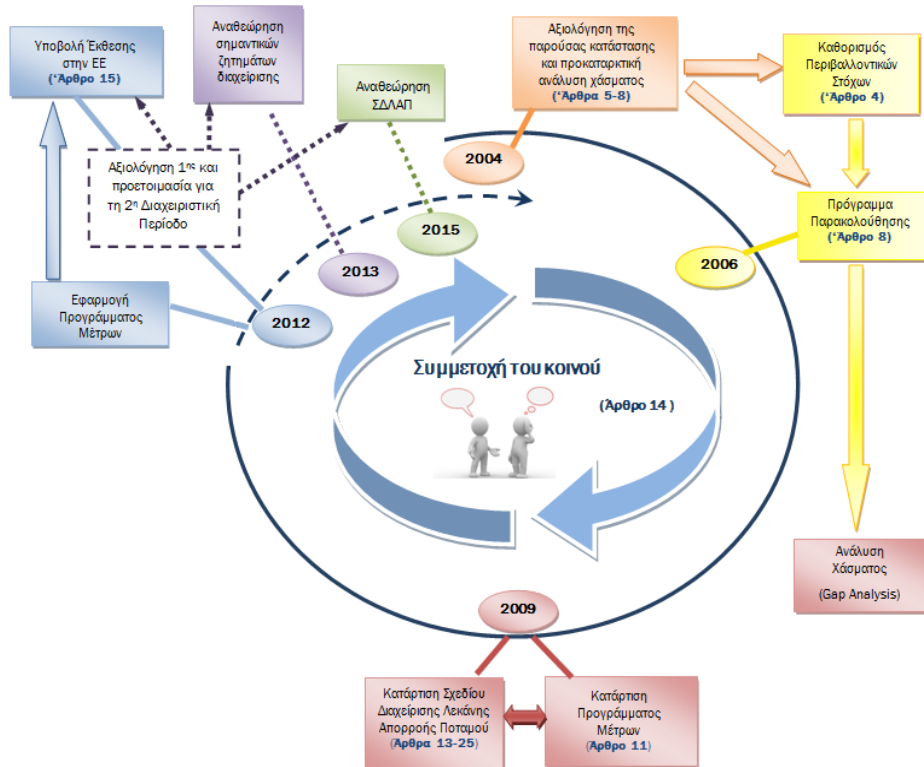 Υποβολή Έκθεσης
στην ΕΕ
(‘Άρθρο 15)
Αναθεώρηση
σημαντικών
ζητημάτων
διαχείρισης
Αναθεώρηση
ΣΔΛΑΠ
Αξιολόγηση της
παρούσας κατάστασης
και προκαταρκτική
ανάλυση χάσματος
(‘Άρθρα 5-8)
Καθορισμός
Περιβαλλοντικών
Στόχων
(‘Άρθρο 4)
Αξιολόγηση 1ης και
προετοιμασία για
τη 2η Διαχειριστική
Περίοδο
2004
Πρόγραμμα
Παρακολούθησης
(‘Άρθρο 8)
2015
2006
2013
Εφαρμογή
Προγράμματος
Μέτρων
2012
Συμμετοχή του κοινού
(Άρθρο 14 )
Ανάλυση
Χάσματος
(Gap Analysis)
2009
Κατάρτιση Σχεδίου
Διαχείρισης Λεκάνης
Απορροής Ποταμού
(Άρθρα 13-25)
Κατάρτιση
Προγράμματος
Μέτρων
(Άρθρο 11)